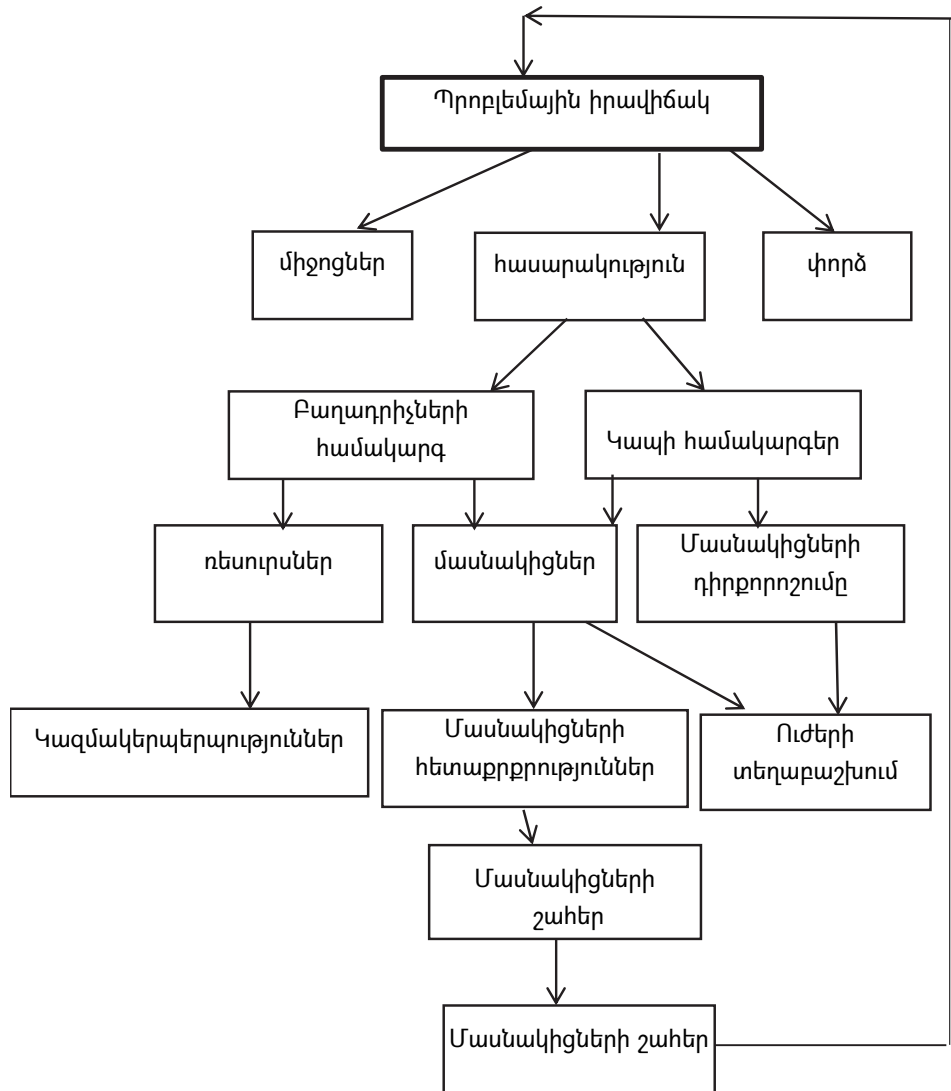 Պրոբլեմային իրավիճակ
միջոցներ
հասարակություն
փորձ
Բաղադրիչների
համակարգ
Կապի համակարգեր
ռեսուրսներ
մասնակիցներ
Մասնակիցների
դիրքորոշումը
Կազմակերպերպություններ
Մասնակիցների
հետաքրքրություններ
Ուժերի
տեղաբաշխում
Մասնակիցների
շահեր
Մասնակիցների շահեր